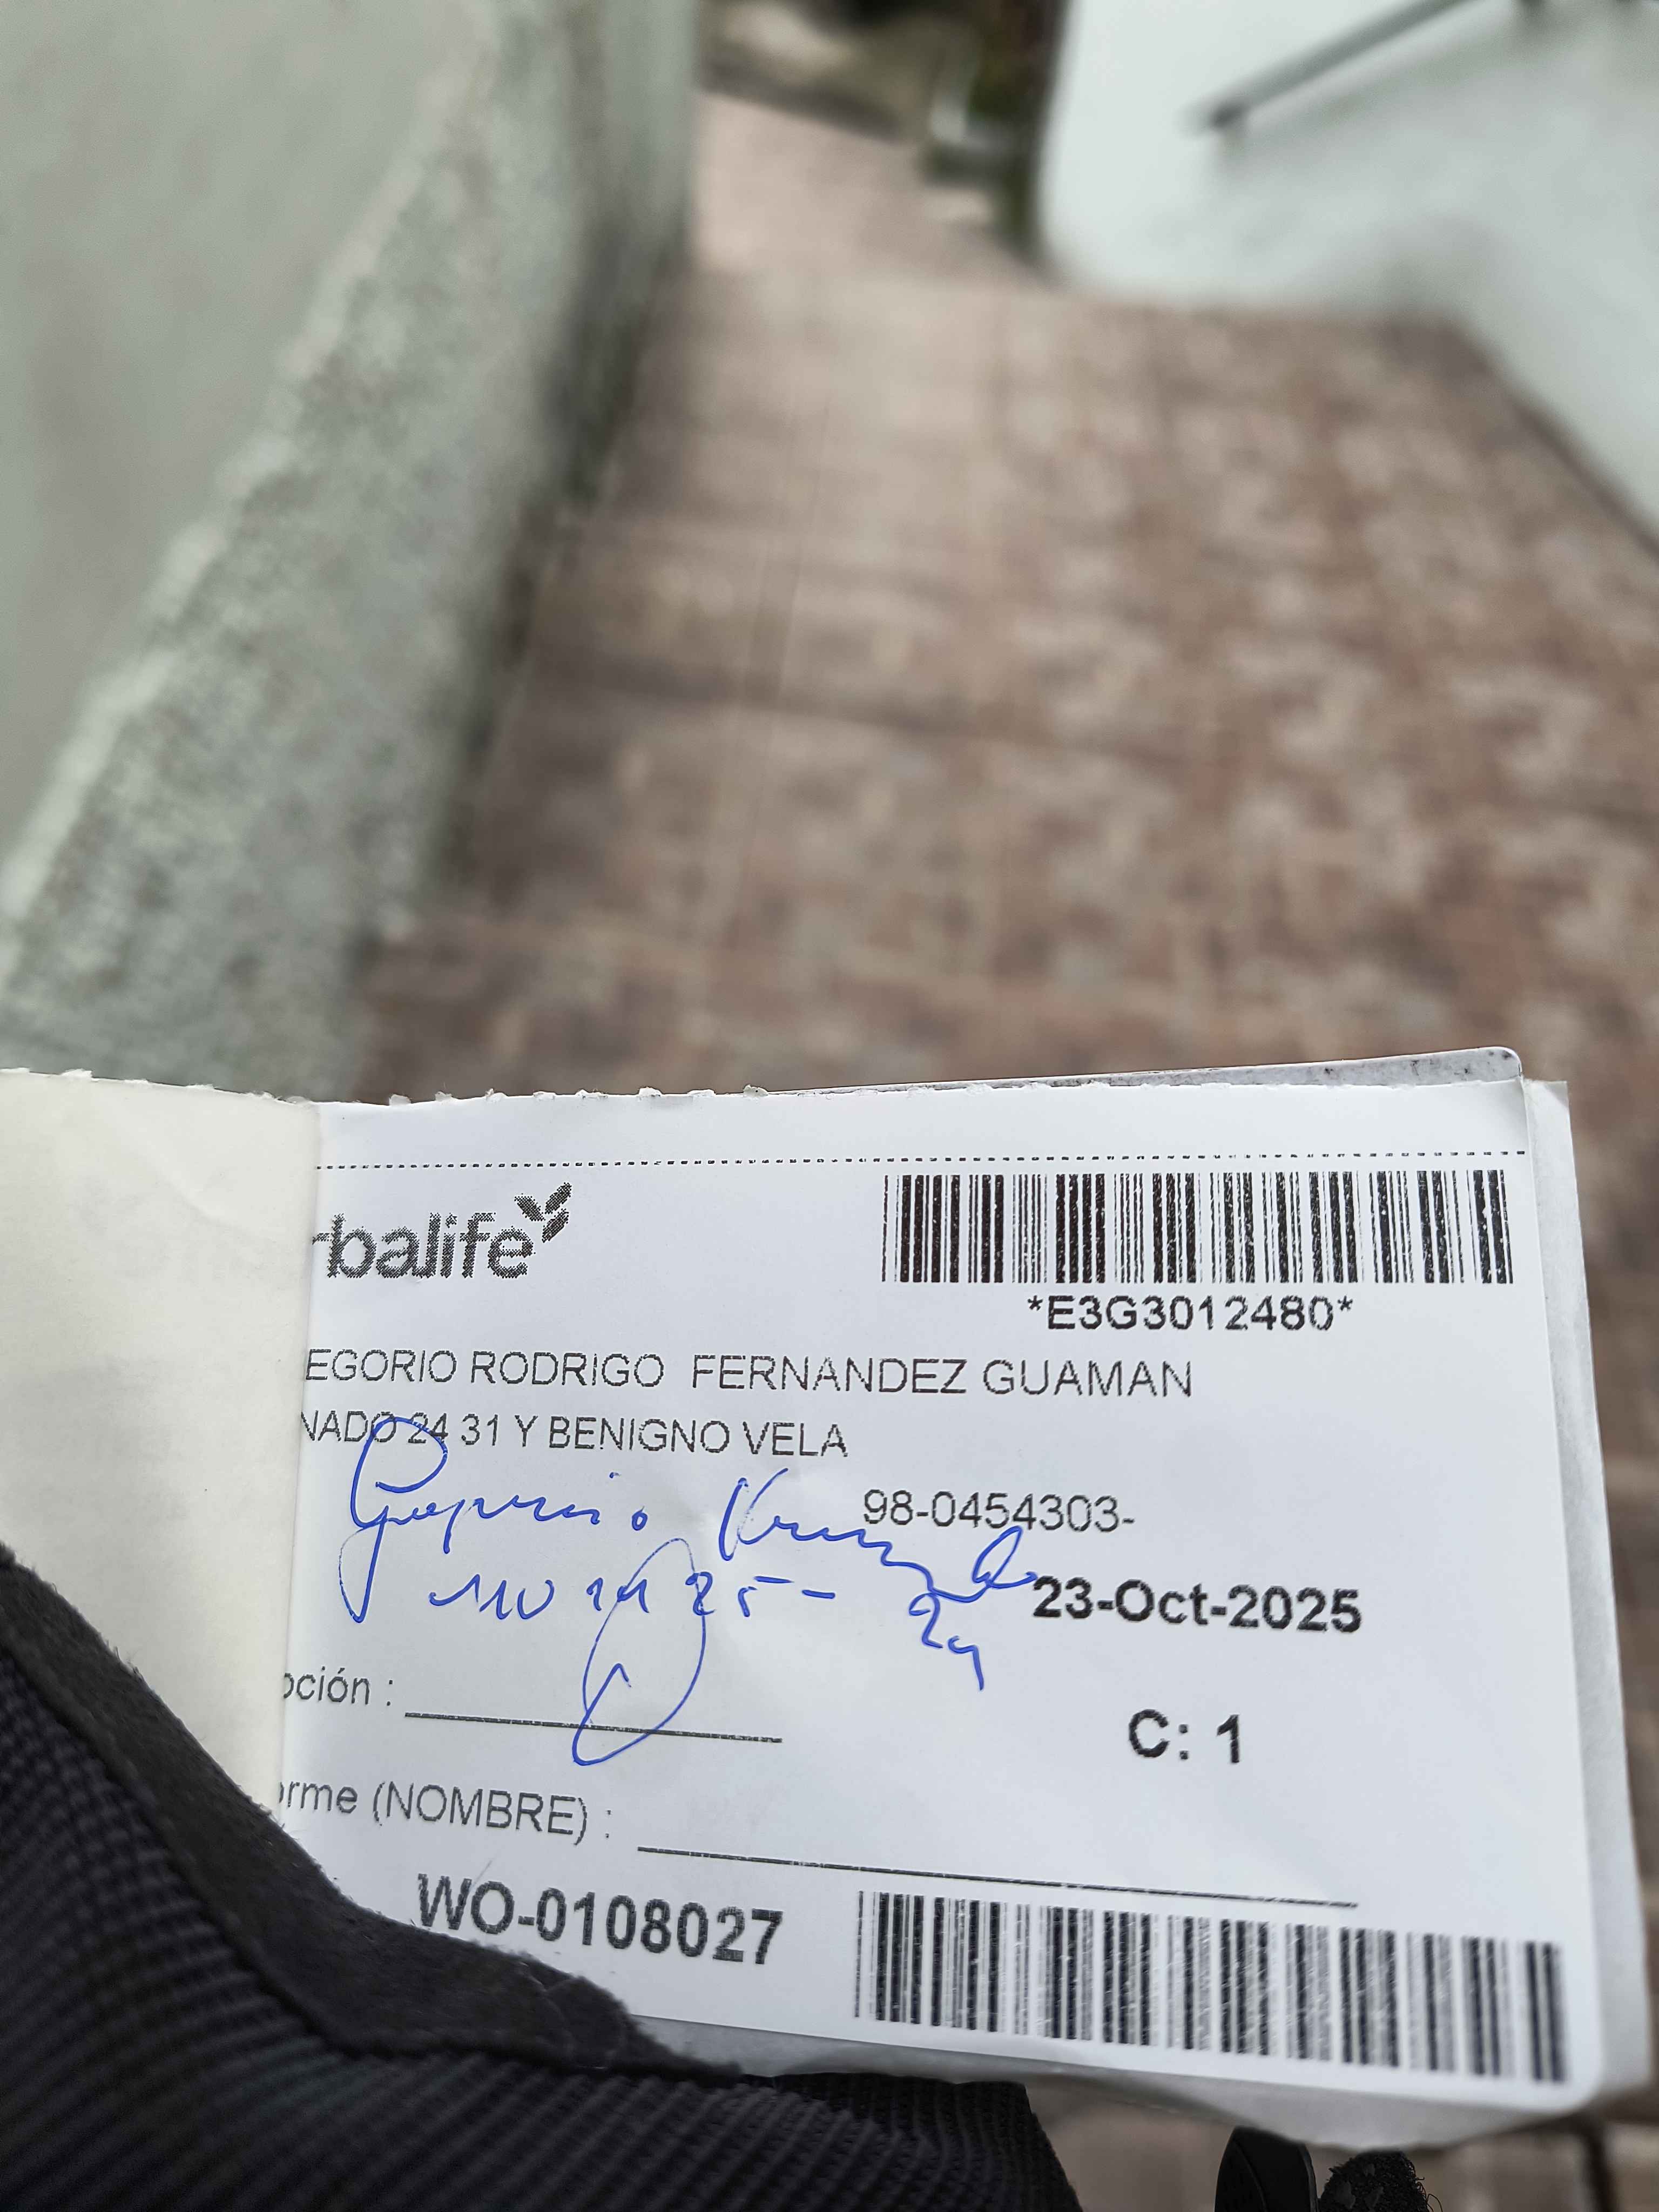 rbalife
*E3G3012480*
EGORIO RODRIGO FERNANDEZ GUAMAN
NADO 24 31 Y BENIGNO VELA
98-0454303-
Gregorio
23-Oct-2025
pción :
C: 1
orme (NOMBRE) :
WO-0108027